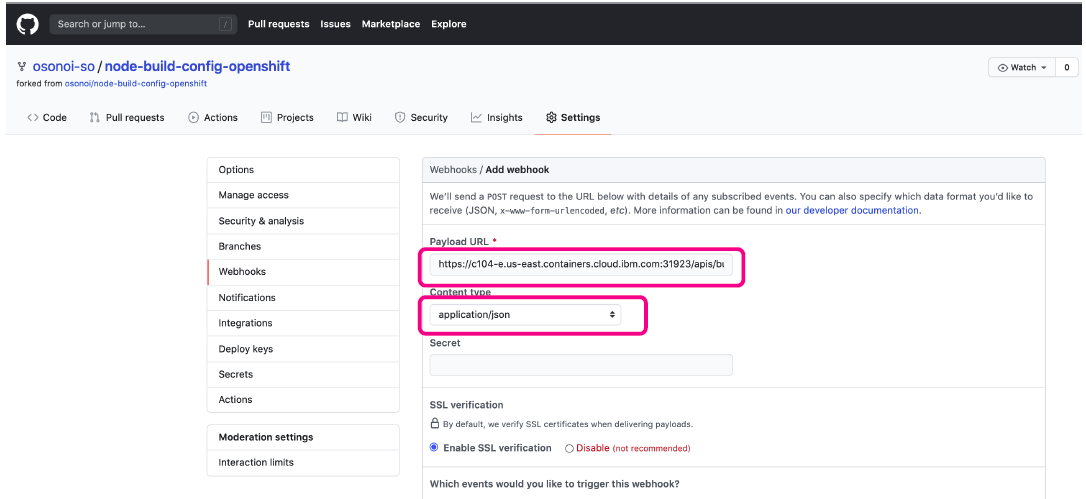 Search or jump to... / Pull requests Issues Marketplace Explore
osonoi-so / node-build-config-openshift Watch 0
forked from osonoi/node-build-config-openshift
Code Pull requests Actions Projects Wiki Security Insights Settings
Options
Manage access
Security & analysis
Branches
Webhooks
Notifications
Integrations
Deploy keys
Secrets
Actions
Moderation settings
Interaction limits
Webhooks / Add webhook
We'll send a POST request to the URL below with details of any subscribed events. You can also specify which data format you'd like to
receive (JSON, x-www-form-urlencoded, etc). More information can be found in our developer documentation.
Payload URL *
https://c104-e.us-east.containers.cloud.ibm.com:31923/apis/bu
Content type
application/json
Secret
SSL verification
By default, we verify SSL certificates when delivering payloads.
Enable SSL verification Disable (not recommended)
Which events would you like to trigger this webhook?